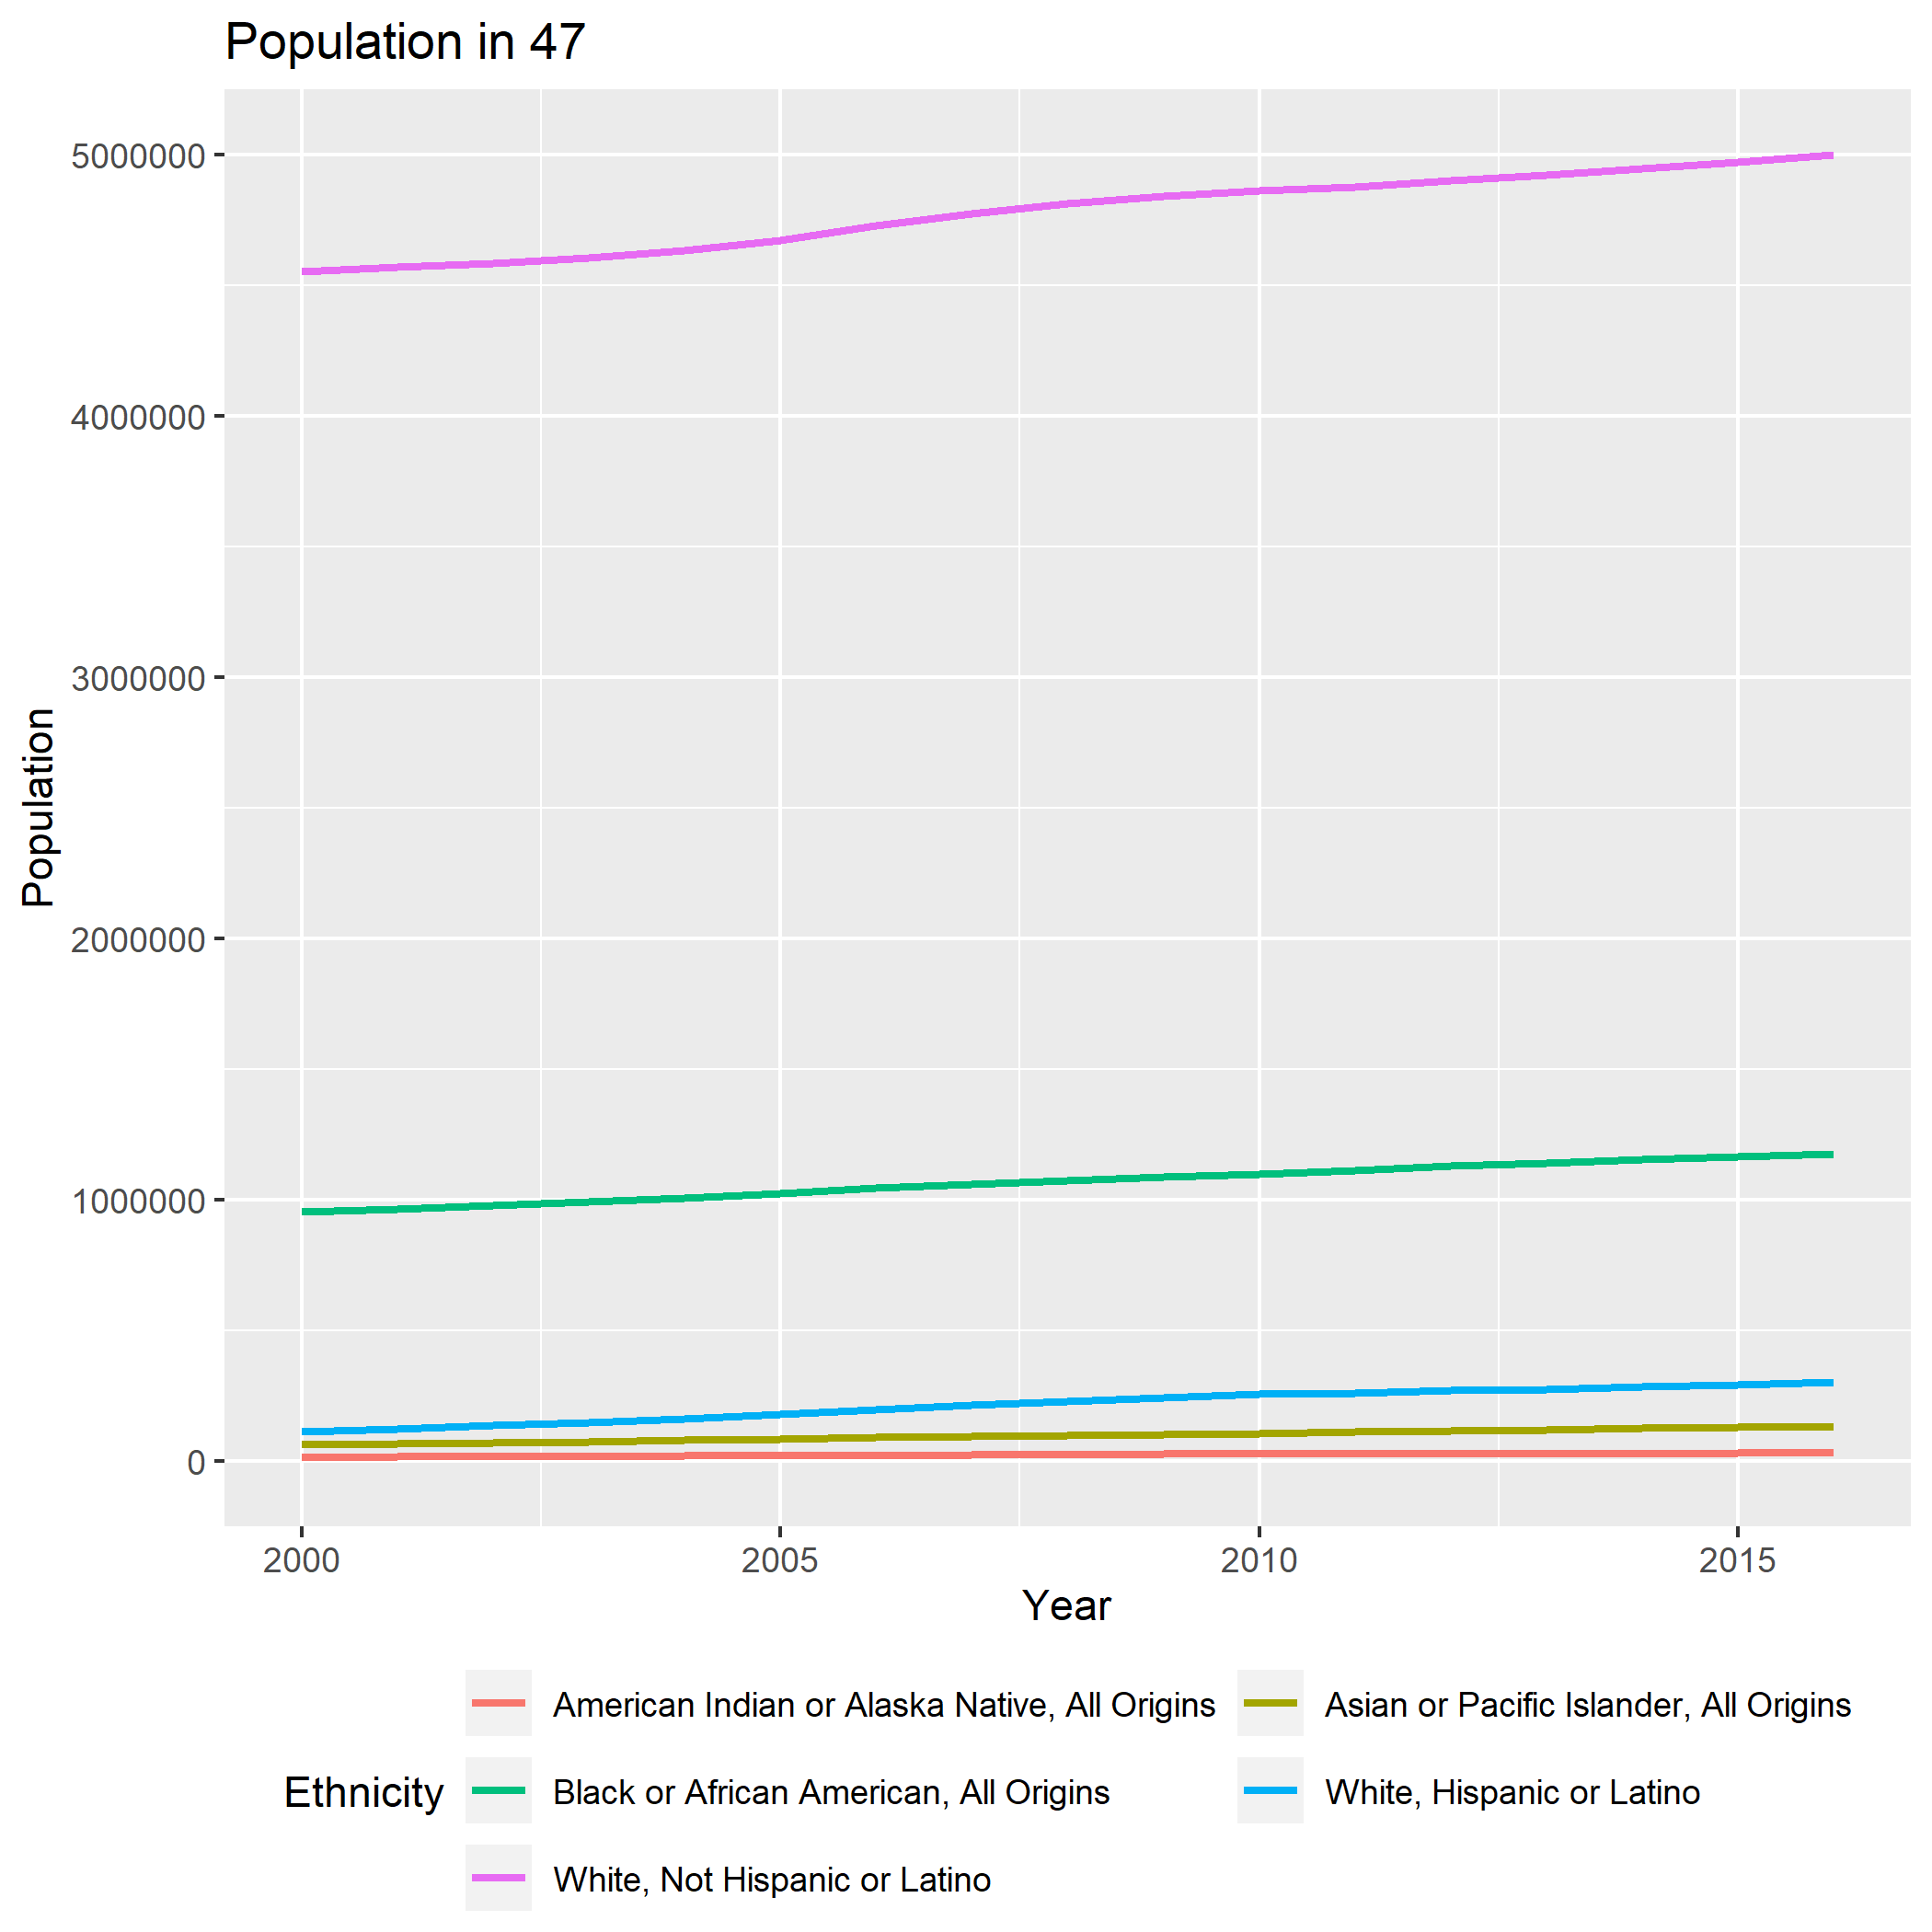 Population in 47
5000000
4000000
3000000
2000000
1000000
0
Population
2000 2005 2010 2015
Year
Ethnicity
American Indian or Alaska Native, All Origins
Asian or Pacific Islander, All Origins
Black or African American, All Origins
White, Hispanic or Latino
White, Not Hispanic or Latino